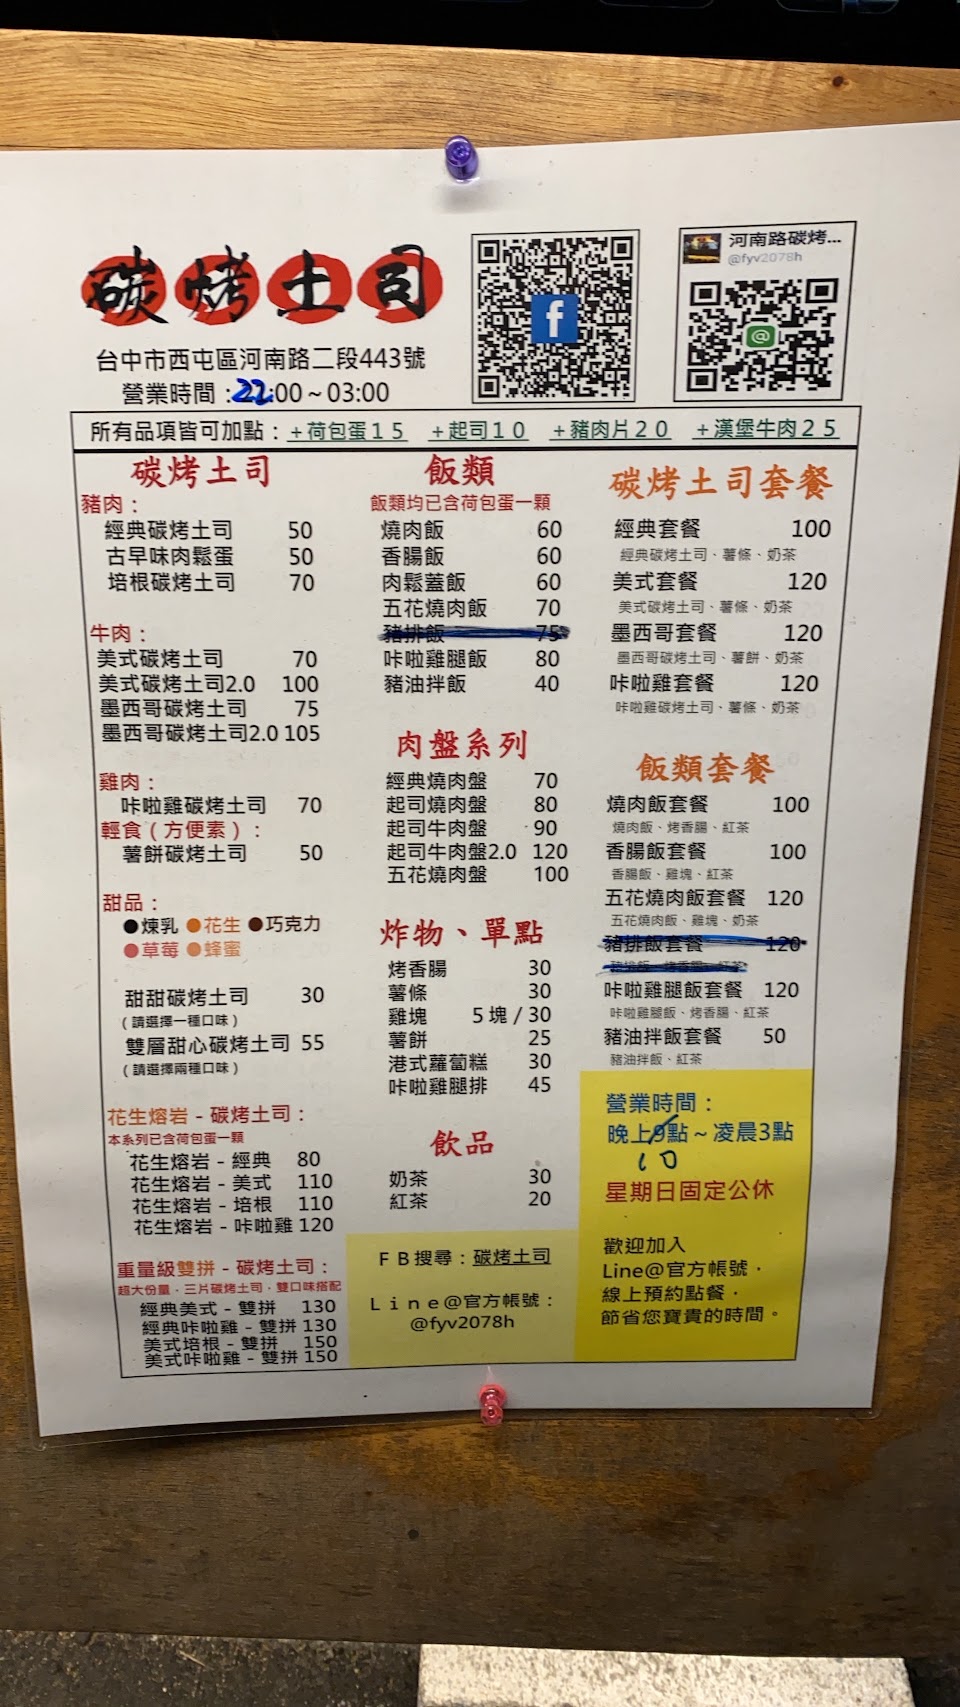 碳烤土司
台中市西屯區河南路二段443號
營業時間：22:00～03:00
河南路碳烤...
@fyv2078h
所有品項皆可加點：+荷包蛋15 +起司10 +豬肉片20 +漢堡牛肉25
碳烤土司
豬肉：
經典碳烤土司 50
古早味肉鬆蛋 50
培根碳烤土司 70
牛肉：
美式碳烤土司 70
美式碳烤土司2.0 100
墨西哥碳烤土司 75
墨西哥碳烤土司2.0 105
雞肉：
咔啦雞碳烤土司 70
輕食（方便素）：
薯餅碳烤土司 50
甜品：
●煉乳 ●花生 ●巧克力
●草莓 ●蜂蜜
甜甜碳烤土司 30
（請選擇一種口味）
雙層甜心碳烤土司 55
（請選擇兩種口味）
花生熔岩-碳烤土司：
本系列已含荷包蛋一顆
花生熔岩-經典 80
花生熔岩-美式 110
花生熔岩-培根 110
花生熔岩-咔啦雞 120
重量級雙拼-碳烤土司：
超大份量．三片碳烤土司．雙口味搭配
經典美式-雙拼 130
經典咔啦雞-雙拼 130
美式培根-雙拼 150
美式咔啦雞-雙拼 150
飯類
飯類均已含荷包蛋一顆
燒肉飯 60
香腸飯 60
肉鬆蓋飯 60
五花燒肉飯 70
豬排飯 75
咔啦雞腿飯 80
豬油拌飯 40
肉盤系列
經典燒肉盤 70
起司燒肉盤 80
起司牛肉盤 90
起司牛肉盤2.0 120
五花燒肉盤 100
炸物、單點
烤香腸 30
薯條 30
雞塊 5塊/30
薯餅 25
港式蘿蔔糕 30
咔啦雞腿排 45
飲品
奶茶 30
紅茶 20
FB搜尋：碳烤土司
Line@官方帳號：
@fyv2078h
碳烤土司套餐
經典套餐 100
經典碳烤土司、薯條、奶茶
美式套餐 120
美式碳烤土司、薯條、奶茶
墨西哥套餐 120
墨西哥碳烤土司、薯餅、奶茶
咔啦雞套餐 120
咔啦雞碳烤土司、薯條、奶茶
飯類套餐
燒肉飯套餐 100
燒肉飯、烤香腸、紅茶
香腸飯套餐 100
香腸飯、雞塊、紅茶
五花燒肉飯套餐 120
五花燒肉飯、雞塊、奶茶
豬排飯套餐 120
豬排飯、烤香腸、紅茶
咔啦雞腿飯套餐 120
咔啦雞腿飯、烤香腸、紅茶
豬油拌飯套餐 50
豬油拌飯、紅茶
營業時間：
晚上9點～凌晨3點
10
星期日固定公休
歡迎加入
Line@官方帳號．
線上預約點餐．
節省您寶貴的時間。